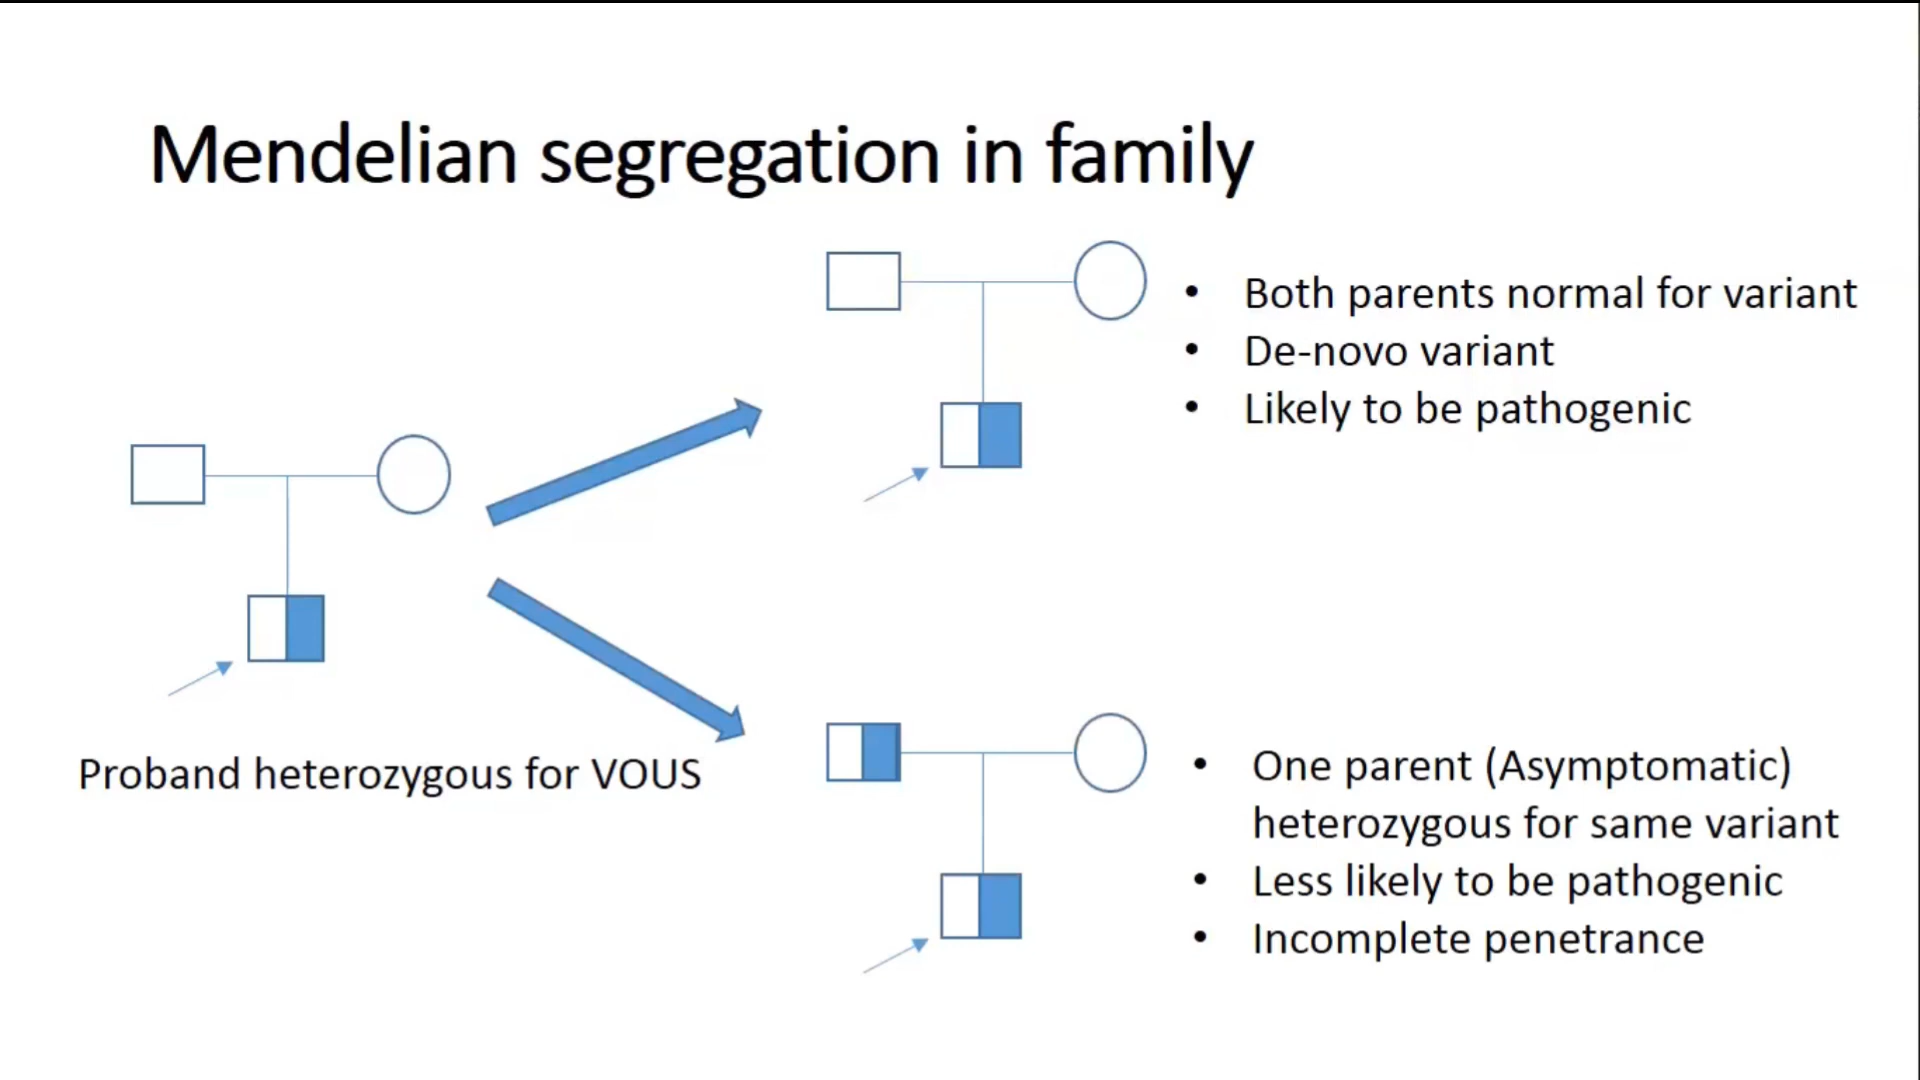 Mendelian segregation in family
• Both parents normal for variant
• De-novo variant
• Likely to be pathogenic
Proband heterozygous for VOUS
• One parent (Asymptomatic)
heterozygous for same variant
• Less likely to be pathogenic
• Incomplete penetrance